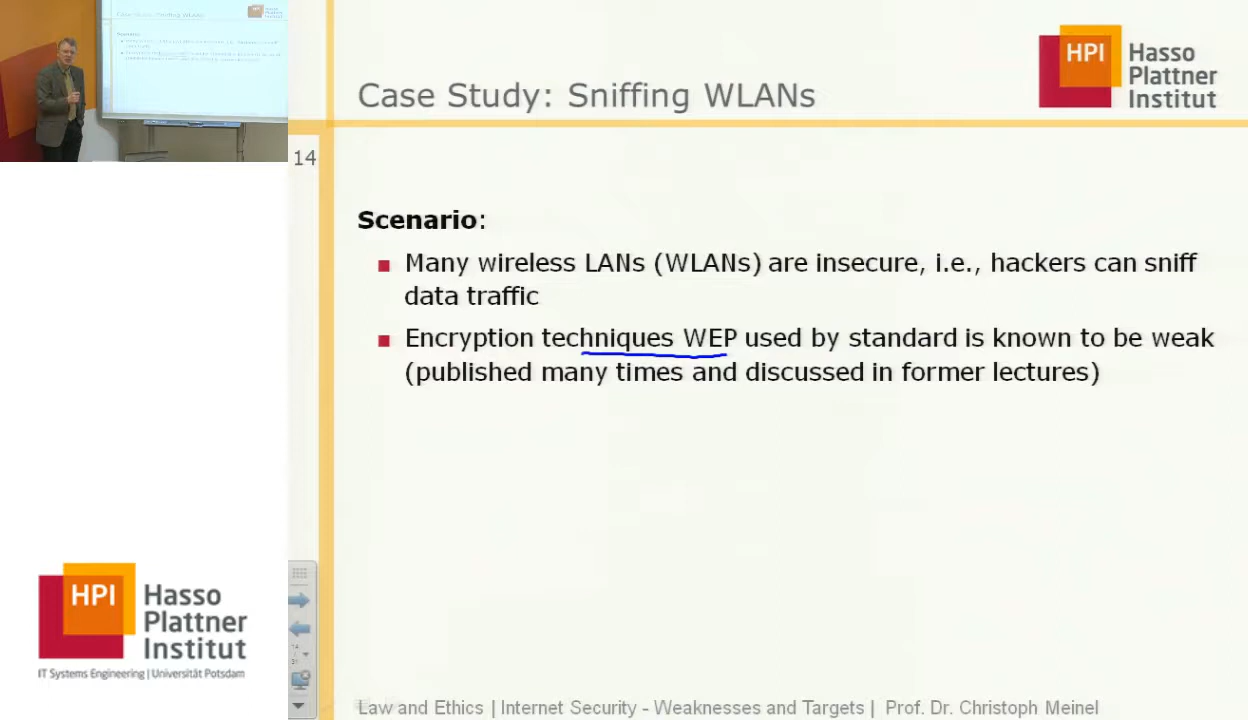 Case Study: Sniffing WLANs
HPI Hasso
Plattner
Institut
14
Scenario:
Many wireless LANs (WLANs) are insecure, i.e., hackers can sniff
data traffic
Encryption techniques WEP used by standard is known to be weak
(published many times and discussed in former lectures)
HPI Hasso
Plattner
Institut
IT Systems Engineering | Universität Potsdam
Law and Ethics | Internet Security - Weaknesses and Targets | Prof. Dr. Christoph Meinel